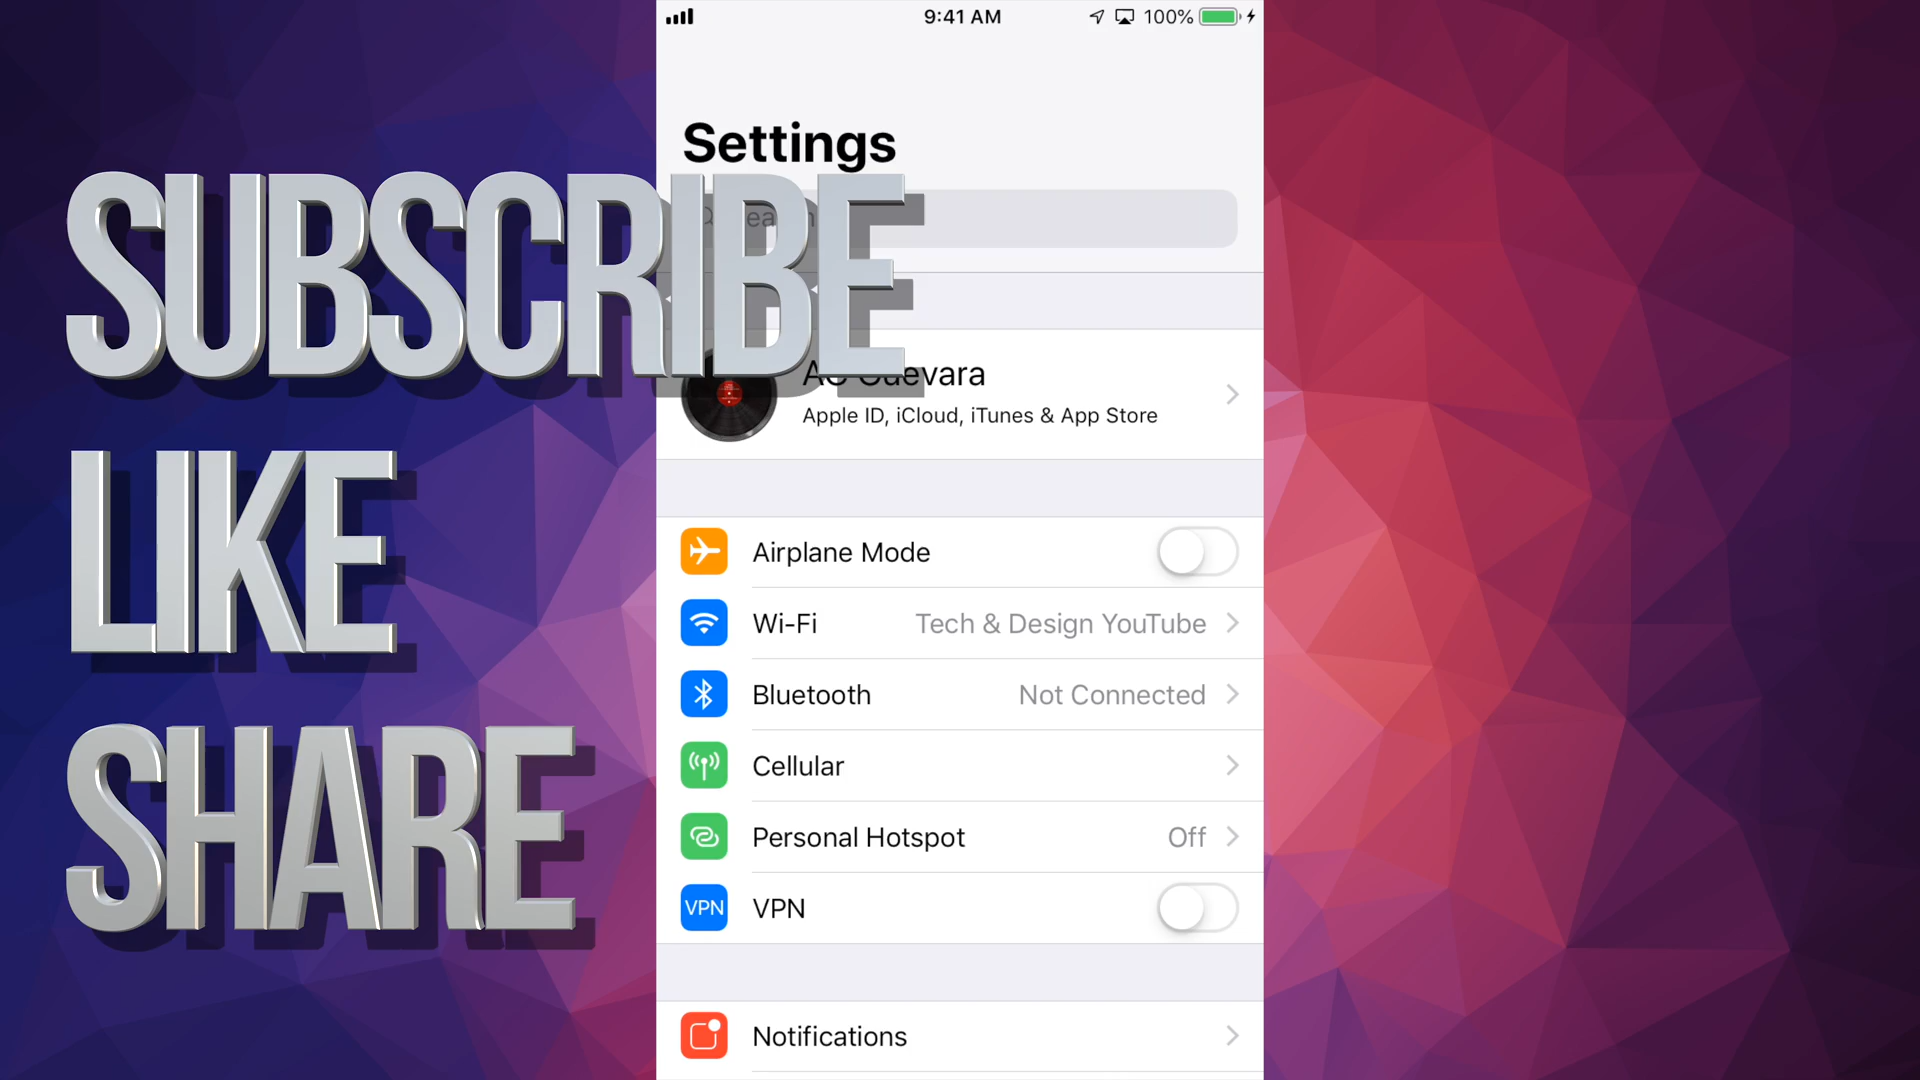 9:41 AM
100%
Settings
SUBSCRIBE
LIKE
SHARE
Guevara
Apple ID, iCloud, iTunes & App Store
Airplane Mode
Wi-Fi Tech & Design YouTube
Bluetooth Not Connected
Cellular
Personal Hotspot Off
VPN VPN
Notifications